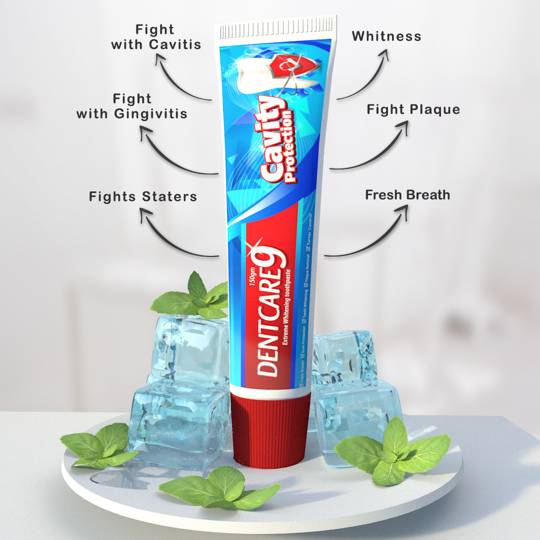 Fight
with Cavitis
Whitness
Fight
with Gingivitis
Fight Plaque
Fights Staters
Fresh Breath
Cavity
Protection
150gm
DENTCARE9
Extreme Whitening toothpaste